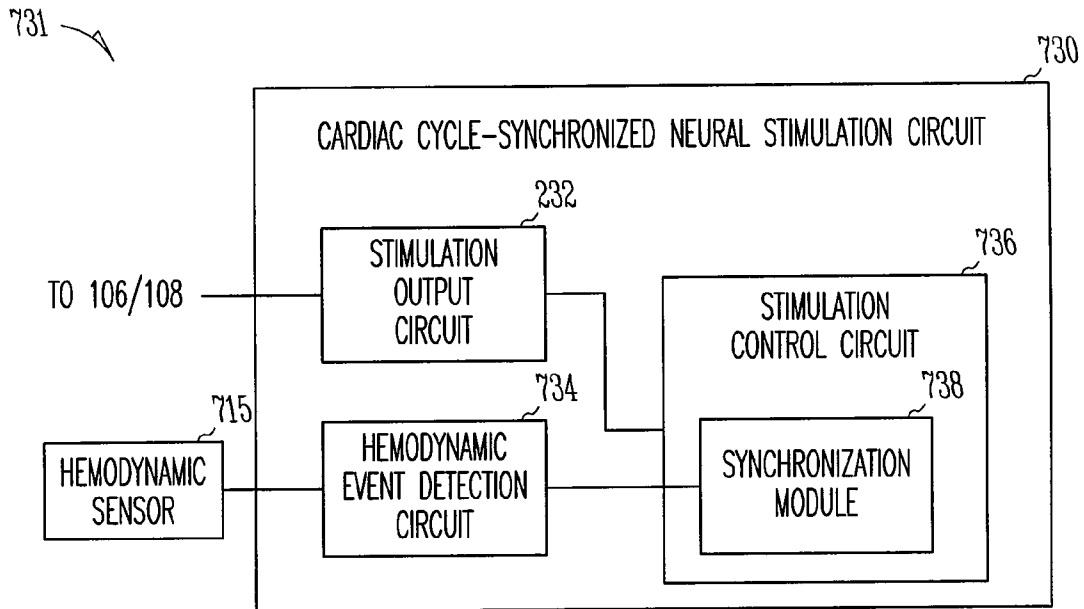 731
730
CARDIAC CYCLE-SYNCHRONIZED NEURAL STIMULATION CIRCUIT
232
STIMULATION
OUTPUT
CIRCUIT
TO 106/108
736
STIMULATION
CONTROL CIRCUIT
715
HEMODYNAMIC
SENSOR
734
HEMODYNAMIC
EVENT DETECTION
CIRCUIT
738
SYNCHRONIZATION
MODULE